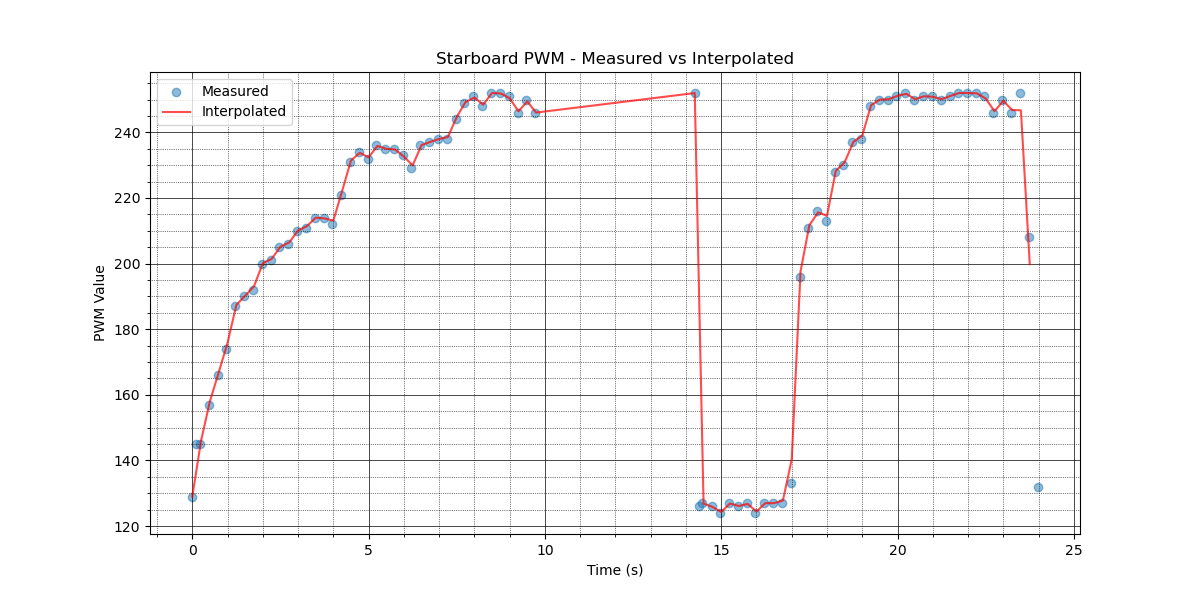 Starboard PWM - Measured vs Interpolated
Measured
Interpolated
PWM Value
240
220
200
180
160
140
120
0 5 10 15 20 25
Time (s)